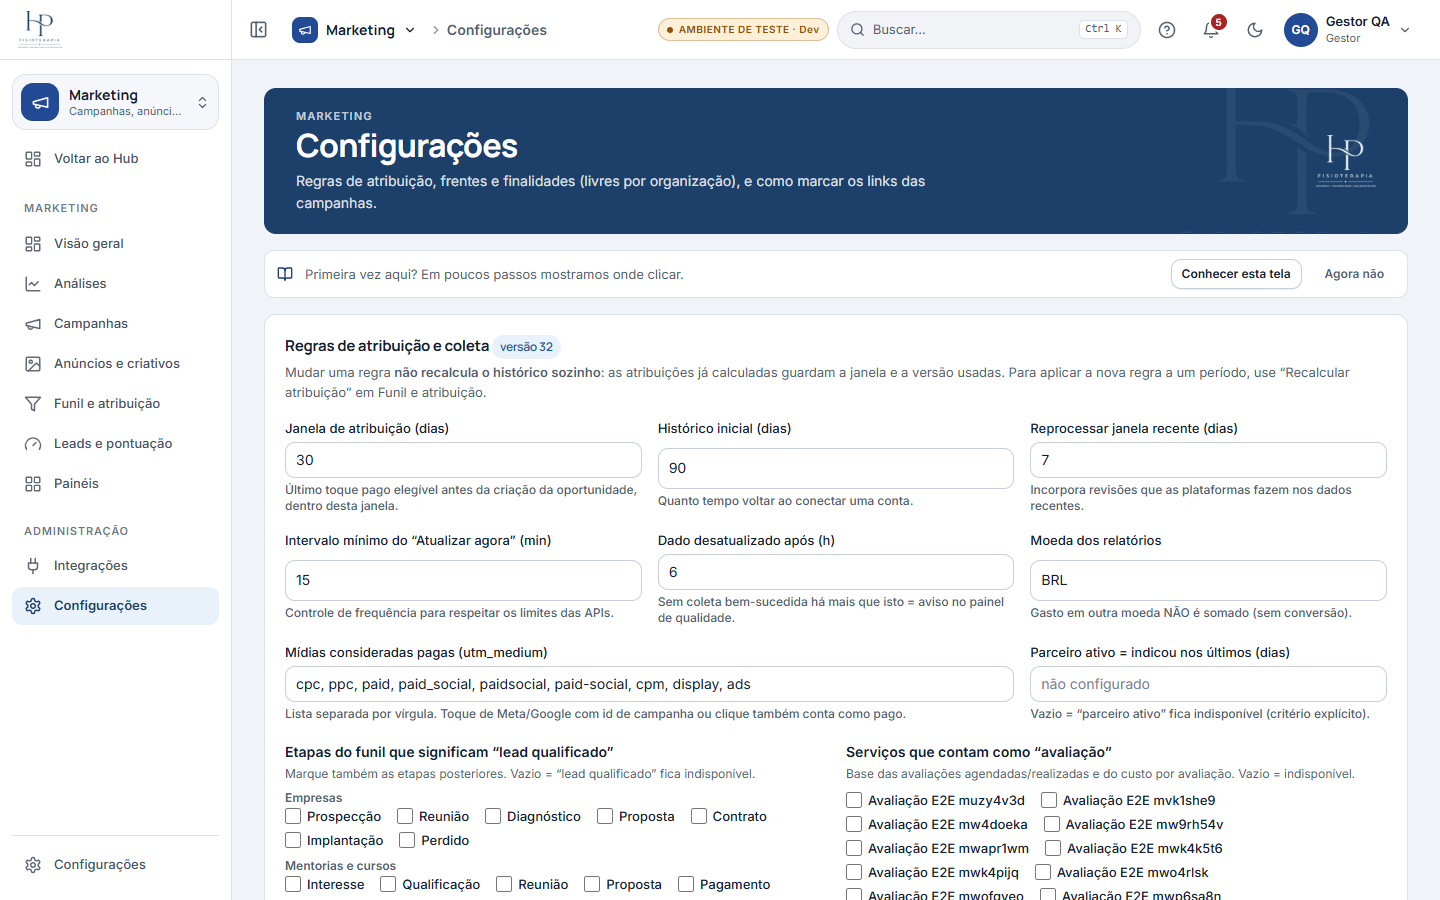 HP
FISIOTERAPIA
Marketing
Configurações
AMBIENTE DE TESTE · Dev
Buscar...
Ctrl K
5
GQ
Gestor QA
Gestor
Marketing
Campanhas, anúnci...
Voltar ao Hub
MARKETING
Visão geral
Análises
Campanhas
Anúncios e criativos
Funil e atribuição
Leads e pontuação
Painéis
ADMINISTRAÇÃO
Integrações
Configurações
Configurações
MARKETING
Configurações
Regras de atribuição, frentes e finalidades (livres por organização), e como marcar os links das
campanhas.
HP
FISIOTERAPIA
Primeira vez aqui? Em poucos passos mostramos onde clicar.
Conhecer esta tela
Agora não
Regras de atribuição e coleta versão 32
Mudar uma regra não recalcula o histórico sozinho: as atribuições já calculadas guardam a janela e a versão usadas. Para aplicar a nova regra a um período, use “Recalcular
atribuição” em Funil e atribuição.
Janela de atribuição (dias)
30
Último toque pago elegível antes da criação da oportunidade,
dentro desta janela.
Histórico inicial (dias)
90
Quanto tempo voltar ao conectar uma conta.
Reprocessar janela recente (dias)
7
Incorpora revisões que as plataformas fazem nos dados
recentes.
Intervalo mínimo do “Atualizar agora” (min)
15
Controle de frequência para respeitar os limites das APIs.
Dado desatualizado após (h)
6
Sem coleta bem-sucedida há mais que isto = aviso no painel
de qualidade.
Moeda dos relatórios
BRL
Gasto em outra moeda NÃO é somado (sem conversão).
Mídias consideradas pagas (utm_medium)
cpc, ppc, paid, paid_social, paidsocial, paid-social, cpm, display, ads
Lista separada por vírgula. Toque de Meta/Google com id de campanha ou clique também conta como pago.
Parceiro ativo = indicou nos últimos (dias)
não configurado
Vazio = “parceiro ativo” fica indisponível (critério explícito).
Etapas do funil que significam “lead qualificado”
Marque também as etapas posteriores. Vazio = “lead qualificado” fica indisponível.
Empresas
Prospecção Reunião Diagnóstico Proposta Contrato
Implantação Perdido
Mentorias e cursos
Interesse Qualificação Reunião Proposta Pagamento
Serviços que contam como “avaliação”
Base das avaliações agendadas/realizadas e do custo por avaliação. Vazio = indisponível.
Avaliação E2E muzy4v3d Avaliação E2E mvk1she9
Avaliação E2E mw4doeka Avaliação E2E mw9rh54v
Avaliação E2E mwapr1wm Avaliação E2E mwk4k5t6
Avaliação E2E mwk4pijq Avaliação E2E mwo4rlsk
Avaliação E2E mwofqveo Avaliação E2E mwp6sa8n